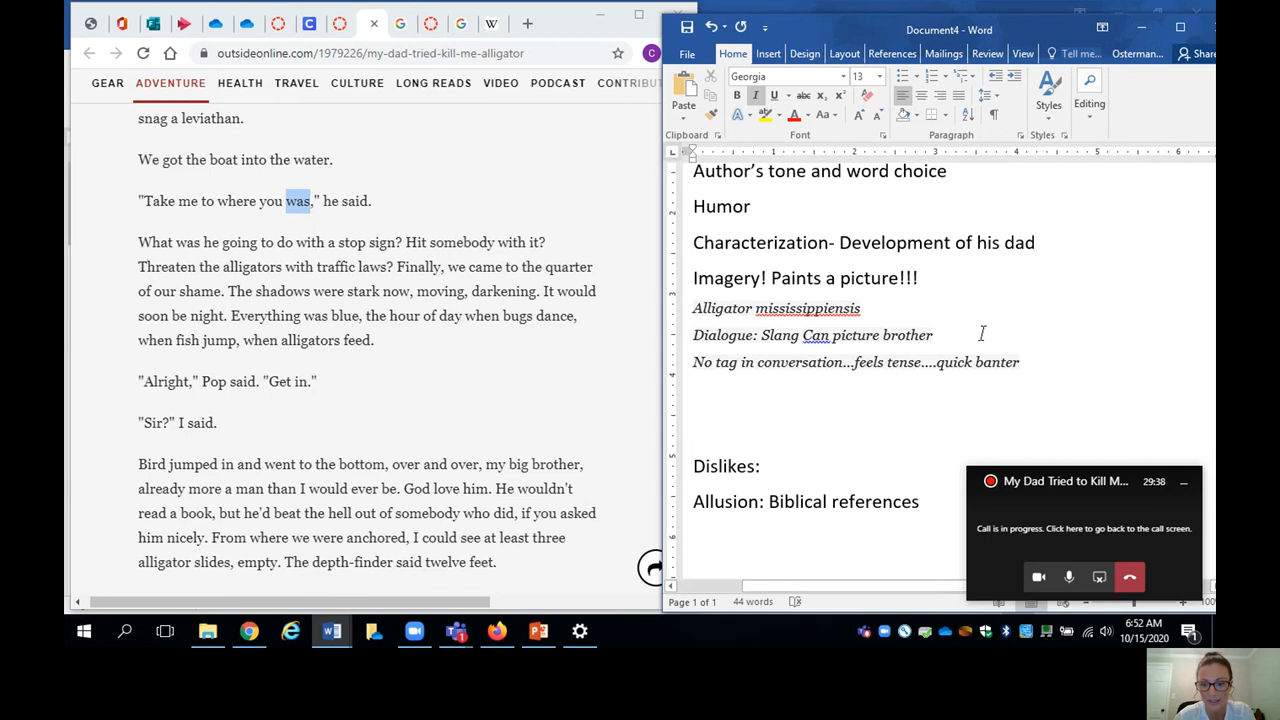 Document4 - Word
Osterman...
outsideonline.com/1979226/my-dad-tried-kill-me-alligator
C
File Home Insert Design Layout References Mailings Review View Tell me... Share
GEAR ADVENTURE HEALTH TRAVEL CULTURE LONG READS VIDEO PODCAST CONTRIBUT
Georgia 13
Paste
Styles
Editing
Clipboard Font Paragraph Styles
snag a leviathan.
We got the boat into the water.
"Take me to where you was," he said.
What was he going to do with a stop sign? Hit somebody with it?
Threaten the alligators with traffic laws? Finally, we came to the quarter
of our shame. The shadows were stark now, moving, darkening. It would
soon be night. Everything was blue, the hour of day when bugs dance,
when fish jump, when alligators feed.
"Alright," Pop said. "Get in."
"Sir?" I said.
Bird jumped in and went to the bottom, over and over, my big brother,
already more a man than I would ever be. God love him. He wouldn't
read a book, but he'd beat the hell out of somebody who did, if you asked
him nicely. From where we were anchored, I could see at least three
alligator slides, empty. The depth-finder said twelve feet.
Author's tone and word choice
Humor
Characterization- Development of his dad
Imagery! Paints a picture!!!
Alligator mississippiensis
Dialogue: Slang Can picture brother
No tag in conversation...feels tense....quick banter
Dislikes:
Allusion: Biblical references
My Dad Tried to Kill M... 29:38
Call is in progress. Click here to go back to the call screen.
Page 1 of 1 44 words
100
6:52 AM
10/15/2020